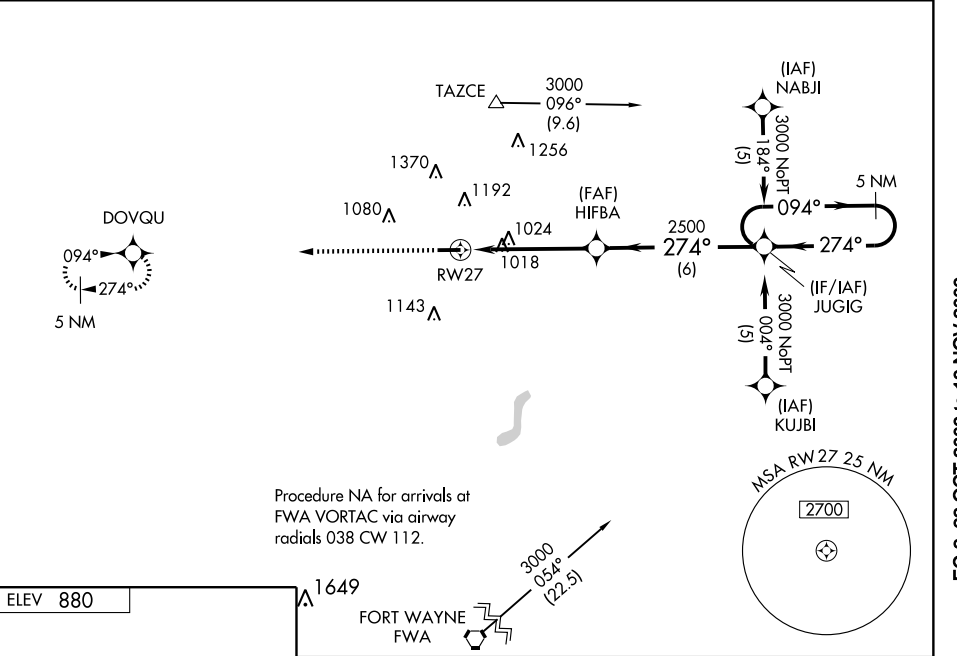 (IAF)
NABJI
3000 NoPT
184°
(5)
TAZCE
3000
096°
(9.6)
1256
1370
1192
1080
1024
1018
1143
RW27
(FAF)
HIFBA
2500
274°
(6)
094°
5 NM
274°
(IF/IAF)
JUGIG
3000 NoPT
004°
(5)
(IAF)
KUJBI
DOVQU
094°
274°
5 NM
MSA RW 27 25 NM
2700
Procedure NA for arrivals at
FWA VORTAC via airway
radials 038 CW 112.
1649
ELEV 880
FORT WAYNE
FWA
3000
054°
(22.5)